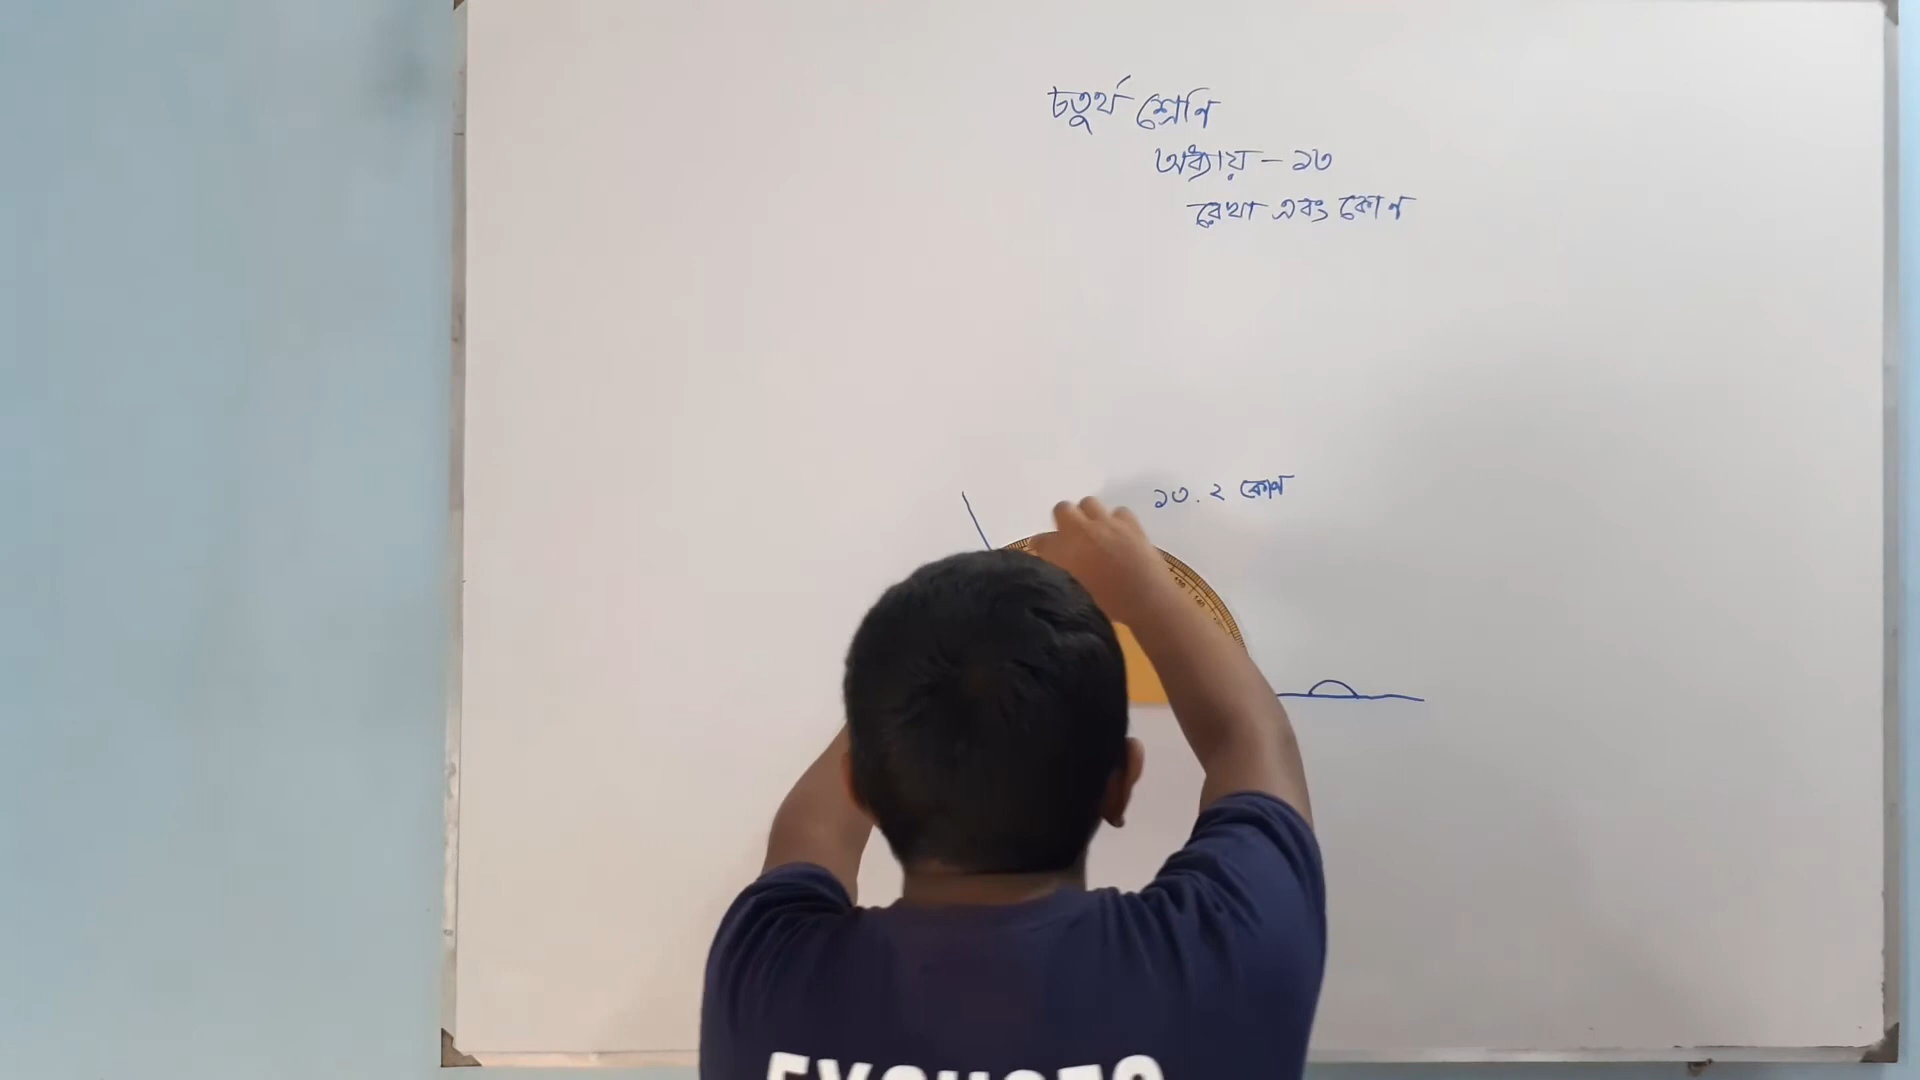 চতুর্থ শ্রেণি
অধ্যায় - ১৩
রেখা এবং কোণ
১৩.২ কোণ